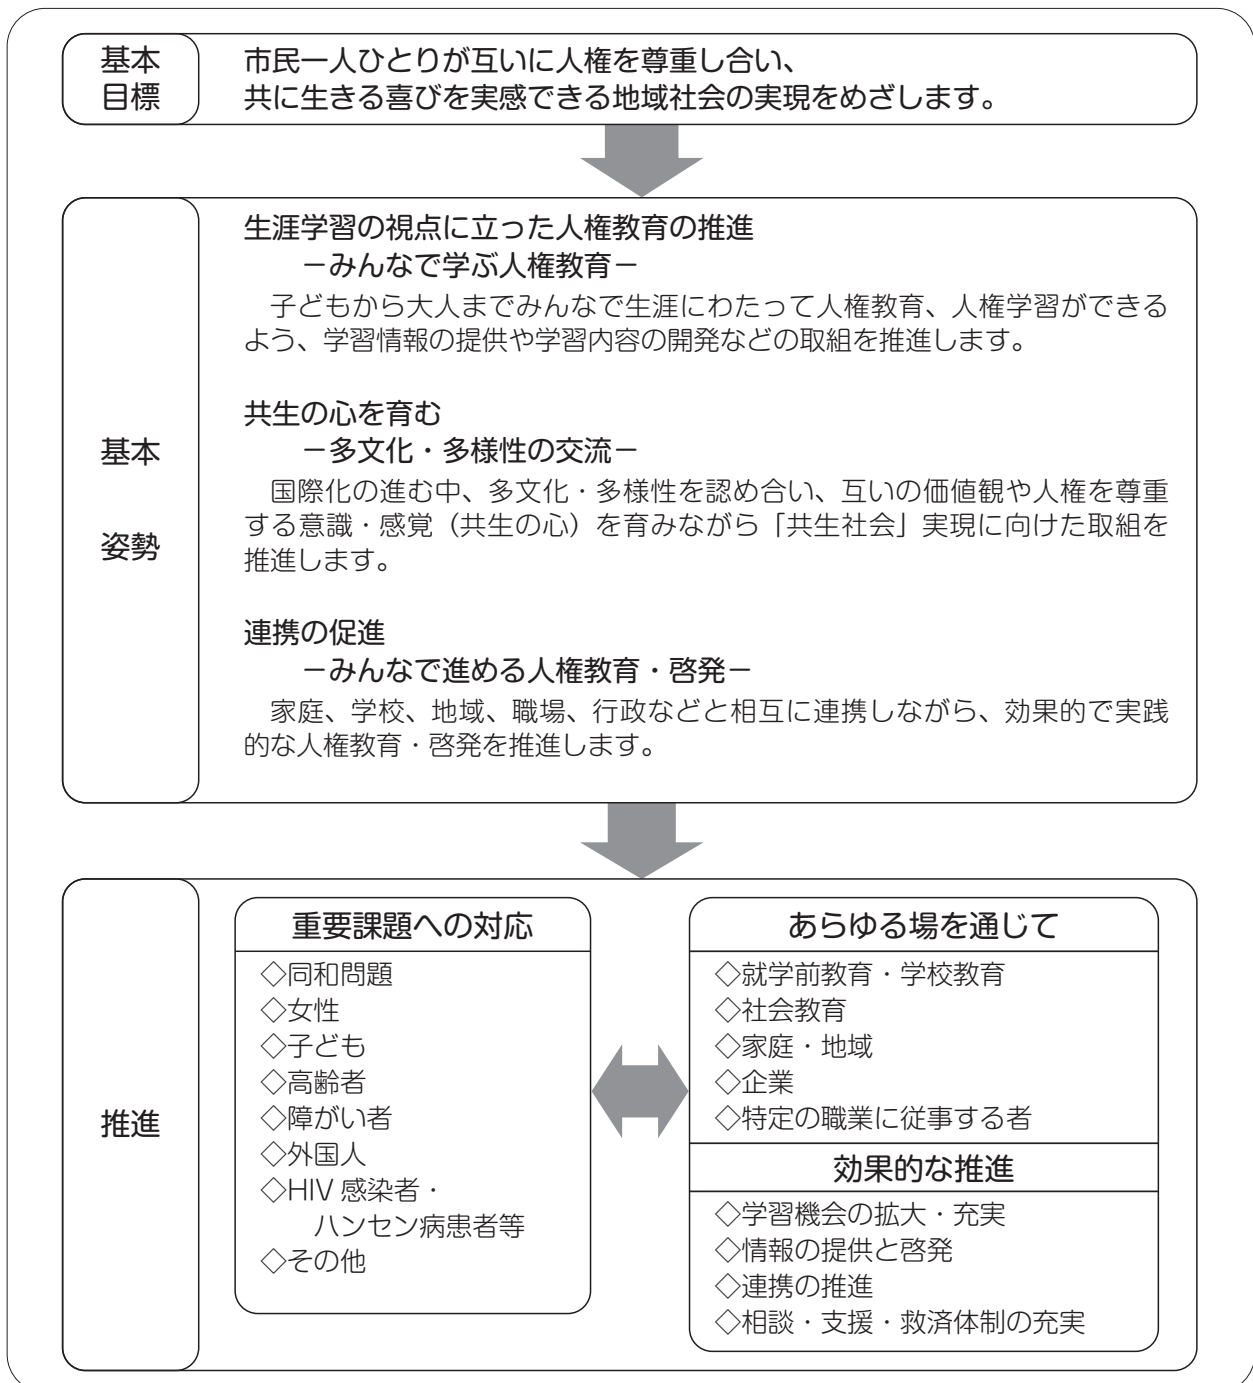 基本
目標
市民一人ひとりが互いに人権を尊重し合い、
共に生きる喜びを実感できる地域社会の実現をめざします。
基本
姿勢
生涯学習の視点に立った人権教育の推進
－みんなで学ぶ人権教育－
子どもから大人までみんなで生涯にわたって人権教育、人権学習ができる
よう、学習情報の提供や学習内容の開発などの取組を推進します。
共生の心を育む
－多文化・多様性の交流－
国際化の進む中、多文化・多様性を認め合い、互いの価値観や人権を尊重
する意識・感覚（共生の心）を育みながら「共生社会」実現に向けた取組を
推進します。
連携の促進
－みんなで進める人権教育・啓発－
家庭、学校、地域、職場、行政などと相互に連携しながら、効果的で実践
的な人権教育・啓発を推進します。
推進
重要課題への対応
◇同和問題
◇女性
◇子ども
◇高齢者
◇障がい者
◇外国人
◇HIV 感染者・
ハンセン病患者等
◇その他
あらゆる場を通じて
◇就学前教育・学校教育
◇社会教育
◇家庭・地域
◇企業
◇特定の職業に従事する者
効果的な推進
◇学習機会の拡大・充実
◇情報の提供と啓発
◇連携の推進
◇相談・支援・救済体制の充実